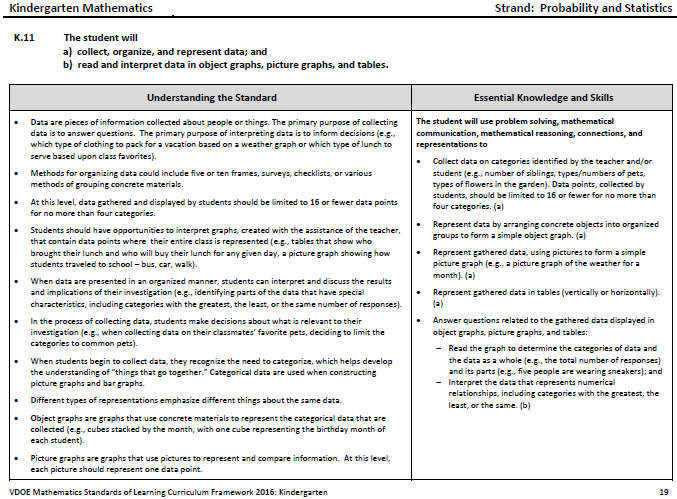 Kindergarten Mathematics
Strand: Probability and Statistics
K.11 The student will
a) collect, organize, and represent data; and
b) read and interpret data in object graphs, picture graphs, and tables.
Understanding the Standard
• Data are pieces of information collected about people or things. The primary purpose of collecting
data is to answer questions. The primary purpose of interpreting data is to inform decisions (e.g.,
which type of clothing to pack for a vacation based on a weather graph or which type of lunch to
serve based upon class favorites).
• Methods for organizing data could include five or ten frames, surveys, checklists, or various
methods of grouping concrete materials.
• At this level, data gathered and displayed by students should be limited to 16 or fewer data points
for no more than four categories.
• Students should have opportunities to interpret graphs, created with the assistance of the teacher,
that contain data points where their entire class is represented (e.g., tables that show who
brought their lunch and who will buy their lunch for any given day, a picture graph showing how
students traveled to school – bus, car, walk).
• When data are presented in an organized manner, students can interpret and discuss the results
and implications of their investigation (e.g., identifying parts of the data that have special
characteristics, including categories with the greatest, the least, or the same number of responses).
• In the process of collecting data, students make decisions about what is relevant to their
investigation (e.g., when collecting data on their classmates’ favorite pets, deciding to limit the
categories to common pets).
• When students begin to collect data, they recognize the need to categorize, which helps develop
the understanding of “things that go together.” Categorical data are used when constructing
picture graphs and bar graphs.
• Different types of representations emphasize different things about the same data.
• Object graphs are graphs that use concrete materials to represent the categorical data that are
collected (e.g., cubes stacked by the month, with one cube representing the birthday month of
each student).
• Picture graphs are graphs that use pictures to represent and compare information. At this level,
each picture should represent one data point.
Essential Knowledge and Skills
The student will use problem solving, mathematical
communication, mathematical reasoning, connections, and
representations to
• Collect data on categories identified by the teacher and/or
student (e.g., number of siblings, types/numbers of pets,
types of flowers in the garden). Data points, collected by
students, should be limited to 16 or fewer for no more than
four categories. (a)
• Represent data by arranging concrete objects into organized
groups to form a simple object graph. (a)
• Represent gathered data, using pictures to form a simple
picture graph (e.g., a picture graph of the weather for a
month). (a)
• Represent gathered data in tables (vertically or horizontally).
(a)
• Answer questions related to the gathered data displayed in
object graphs, picture graphs, and tables:
– Read the graph to determine the categories of data and
the data as a whole (e.g., the total number of responses)
and its parts (e.g., five people are wearing sneakers); and
– Interpret the data that represents numerical
relationships, including categories with the greatest, the
least, or the same. (b)
VDOE Mathematics Standards of Learning Curriculum Framework 2016: Kindergarten
19